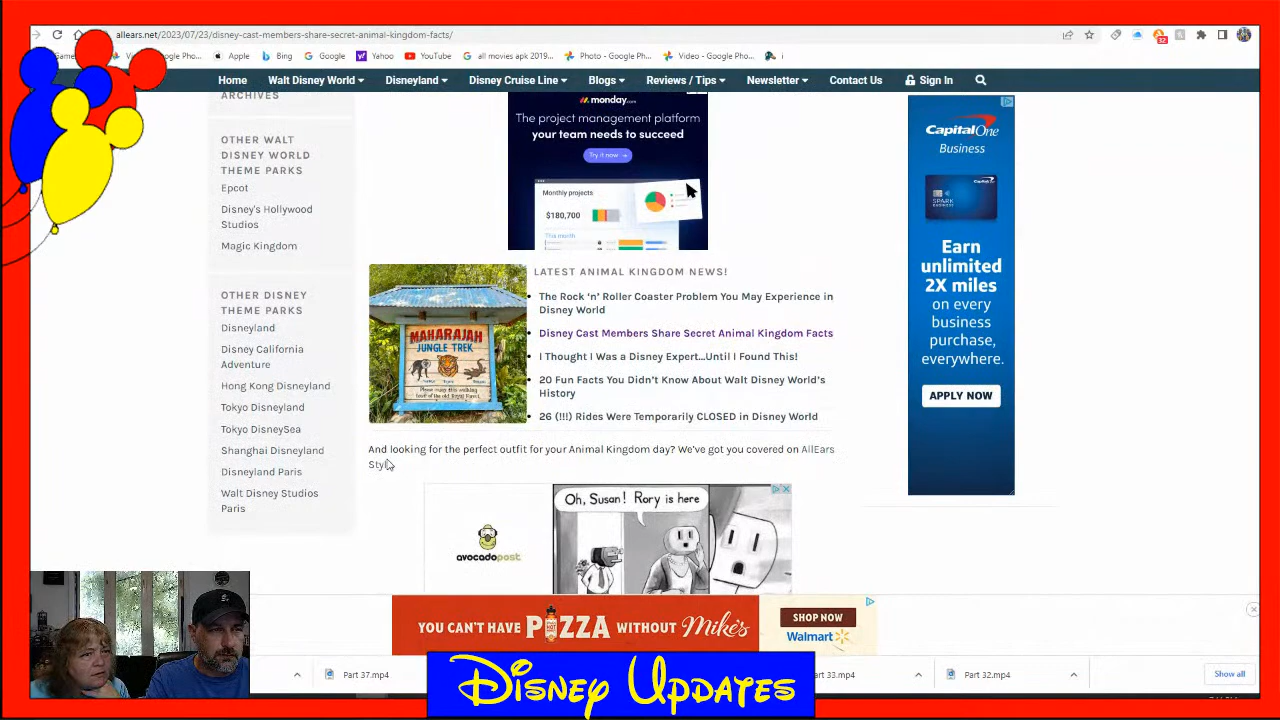 allears.net/2023/07/23/disney-cast-members-share-secret-animal-kingdom-facts/
Apple
Bing
Google
Yahoo
YouTube
all movies apk 2019...
Photo - Google Ph...
Video - Google Pho...
32
Home
Walt Disney World
Disneyland
Disney Cruise Line
Blogs
Reviews / Tips
Newsletter
Contact Us
Sign In
ARCHIVES
OTHER WALT
DISNEY WORLD
THEME PARKS
Epcot
Disney's Hollywood
Studios
Magic Kingdom
OTHER DISNEY
THEME PARKS
Disneyland
Disney California
Adventure
Hong Kong Disneyland
Tokyo Disneyland
Tokyo DisneySea
Shanghai Disneyland
Disneyland Paris
Walt Disney Studios
Paris
monday.com
The project management platform
your team needs to succeed
Try it now →
Monthly projects
$180,700
This month
MAHARAJAH
JUNGLE TREK
LATEST ANIMAL KINGDOM NEWS!
The Rock ‘n’ Roller Coaster Problem You May Experience in
Disney World
Disney Cast Members Share Secret Animal Kingdom Facts
I Thought I Was a Disney Expert...Until I Found This!
20 Fun Facts You Didn’t Know About Walt Disney World’s
History
26 (!!!) Rides Were Temporarily CLOSED in Disney World
And looking for the perfect outfit for your Animal Kingdom day? We’ve got you covered on AllEars
Capital One
Business
SPARK
BUSINESS
Earn
unlimited
2X miles
on every
business
purchase,
everywhere.
APPLY NOW
avocadopost
Oh, Susan! Rory is here
YOU CAN'T HAVE PIZZA WITHOUT Mike's
SHOP NOW
Walmart
Part 37.mp4
33.mp4
Part 32.mp4
Show all
DISNEY UPDATES